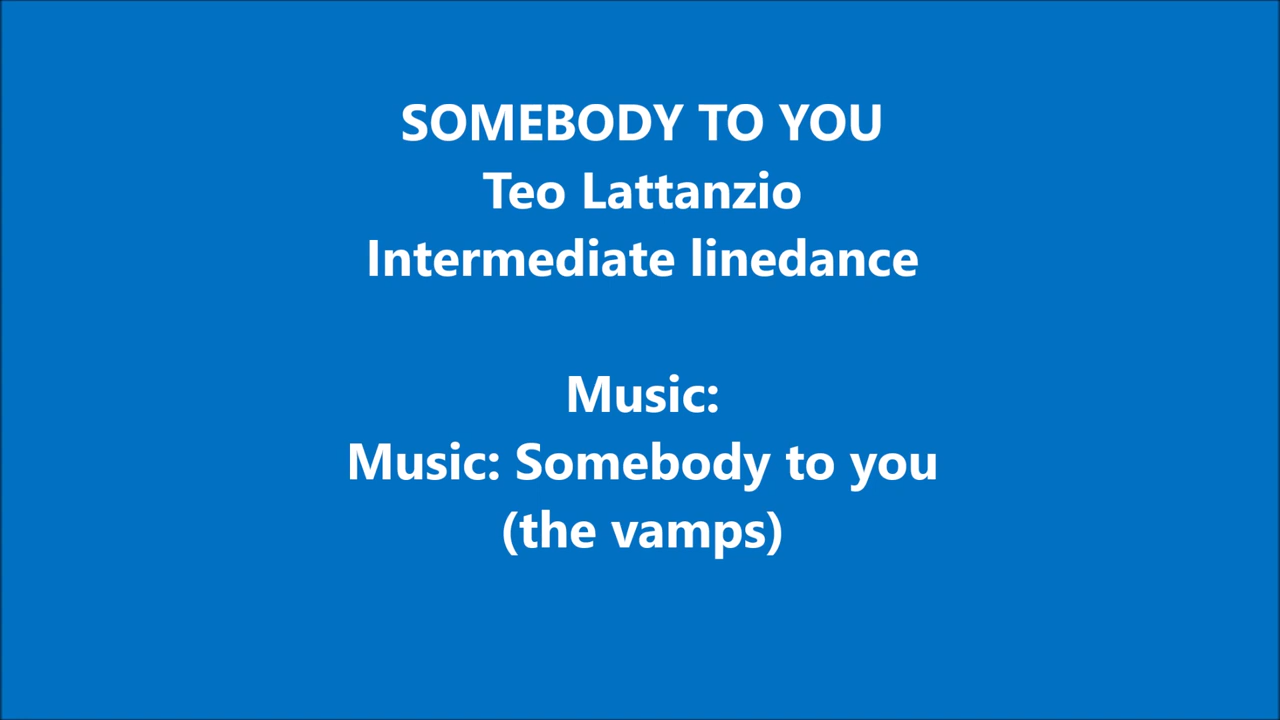 SOMEBODY TO YOU
Teo Lattanzio
Intermediate linedance
Music:
Music: Somebody to you
(the vamps)